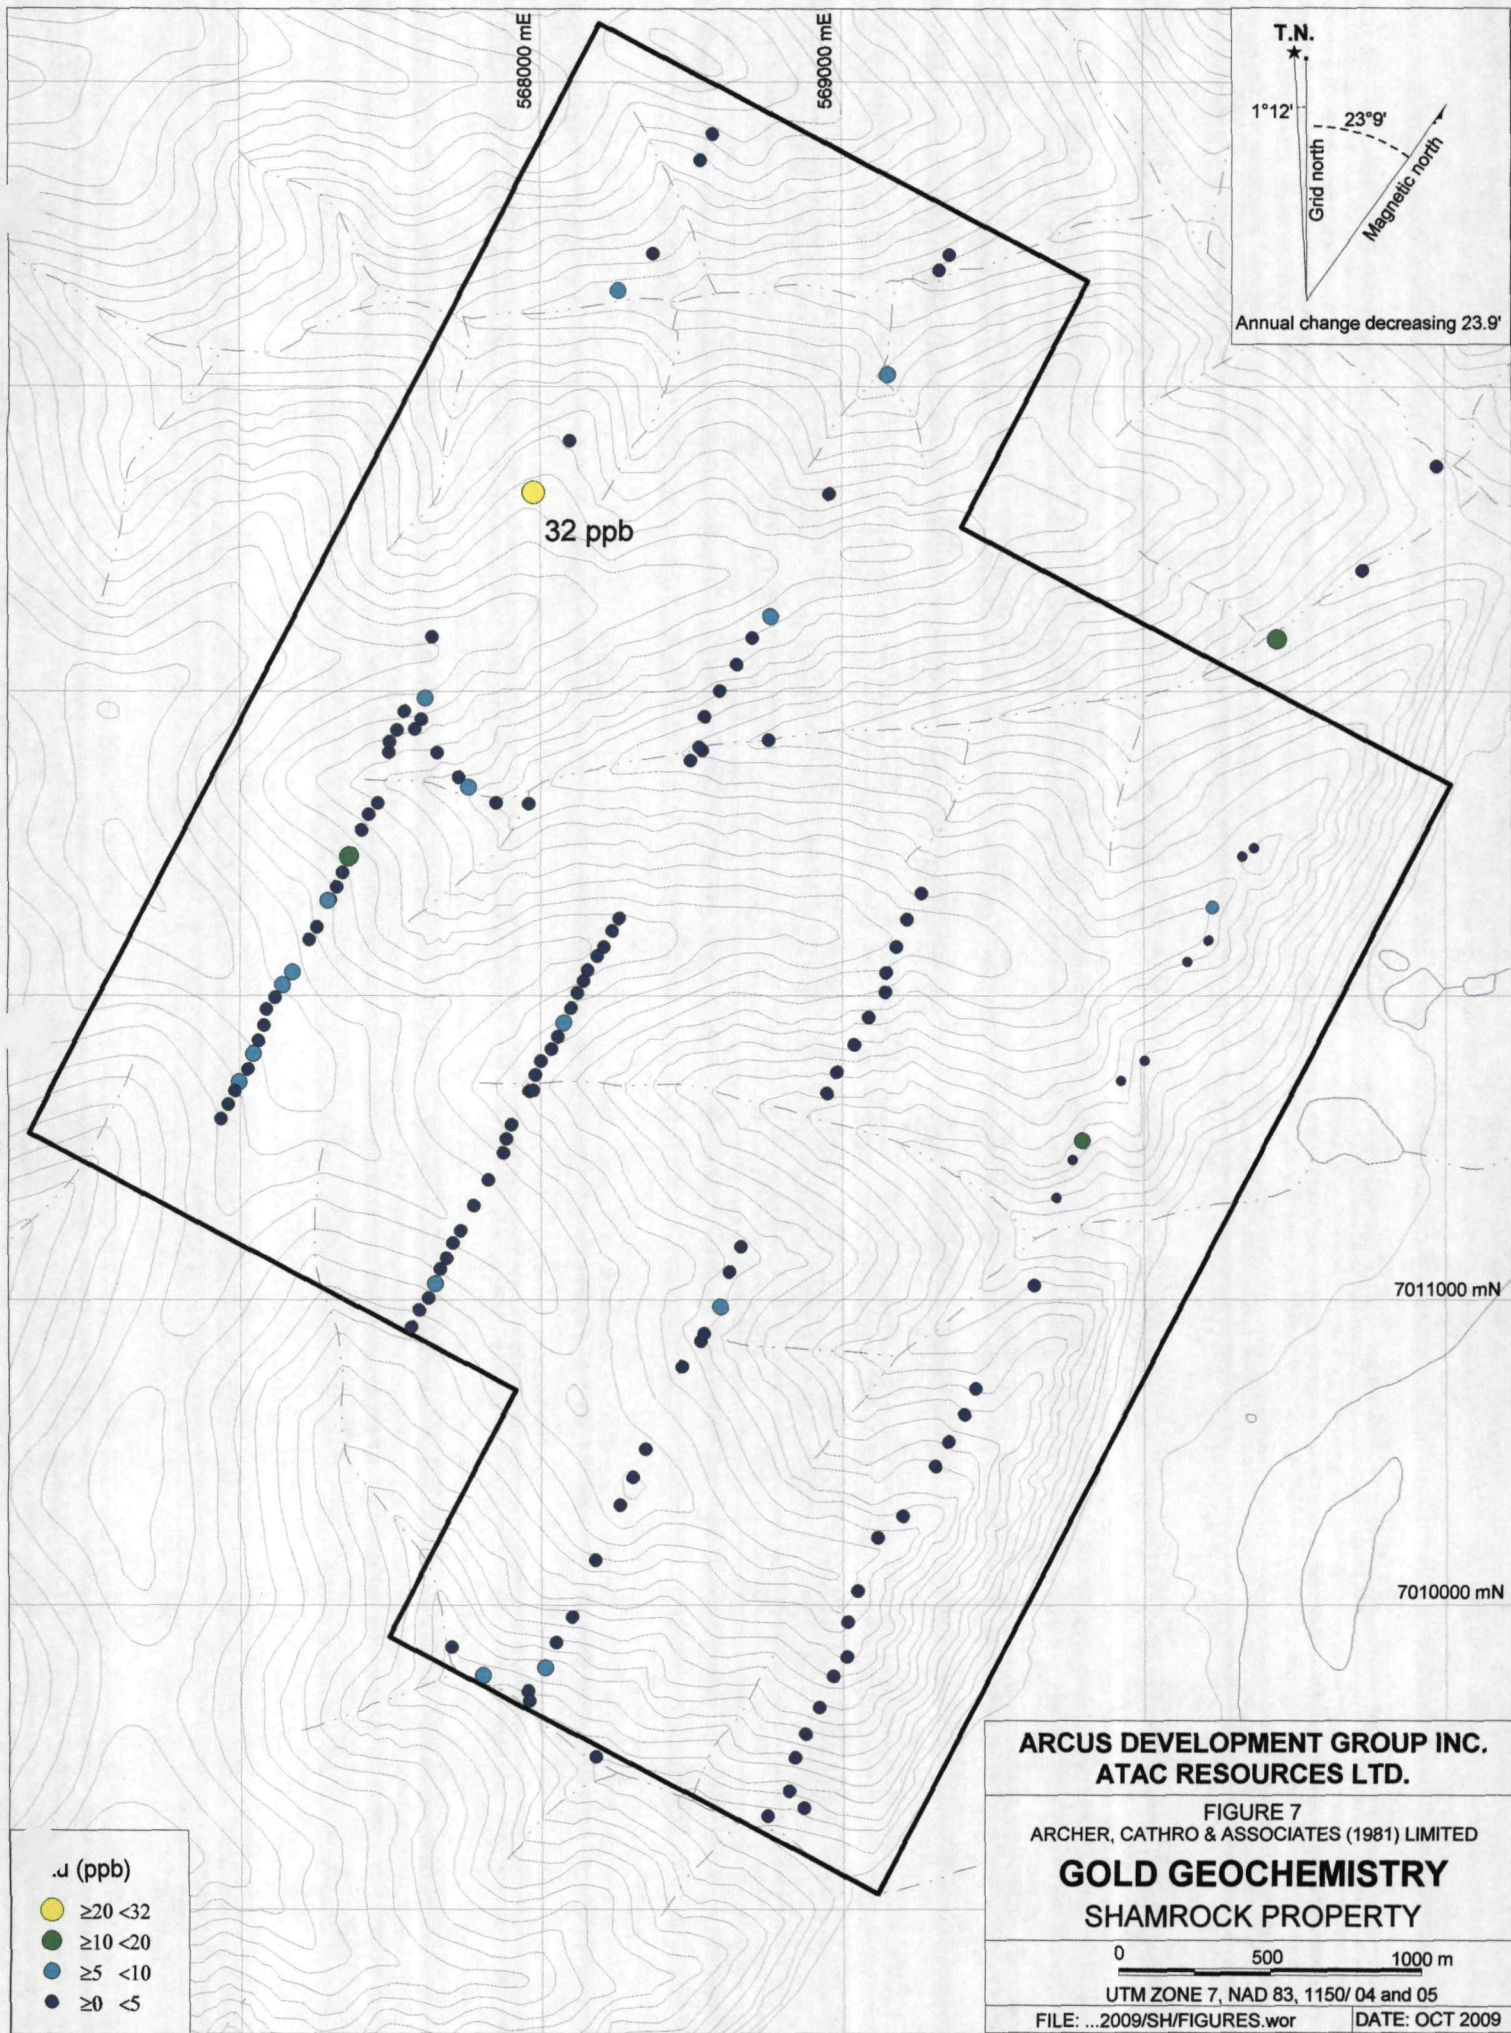 568000 mE
569000 mE
T.N.
1°12'
23°9'
Grid north
Magnetic north
Annual change decreasing 23.9'
32 ppb
7011000 mN
7010000 mN
(ppb)
≥20 <32
≥10 <20
≥5 <10
≥0 <5
ARCUS DEVELOPMENT GROUP INC.
ATAC RESOURCES LTD.
FIGURE 7
ARCHER, CATHRO & ASSOCIATES (1981) LIMITED
GOLD GEOCHEMISTRY
SHAMROCK PROPERTY
0 500 1000 m
UTM ZONE 7, NAD 83, 115O/ 04 and 05
FILE: ...2009/SH/FIGURES.wor DATE: OCT 2009